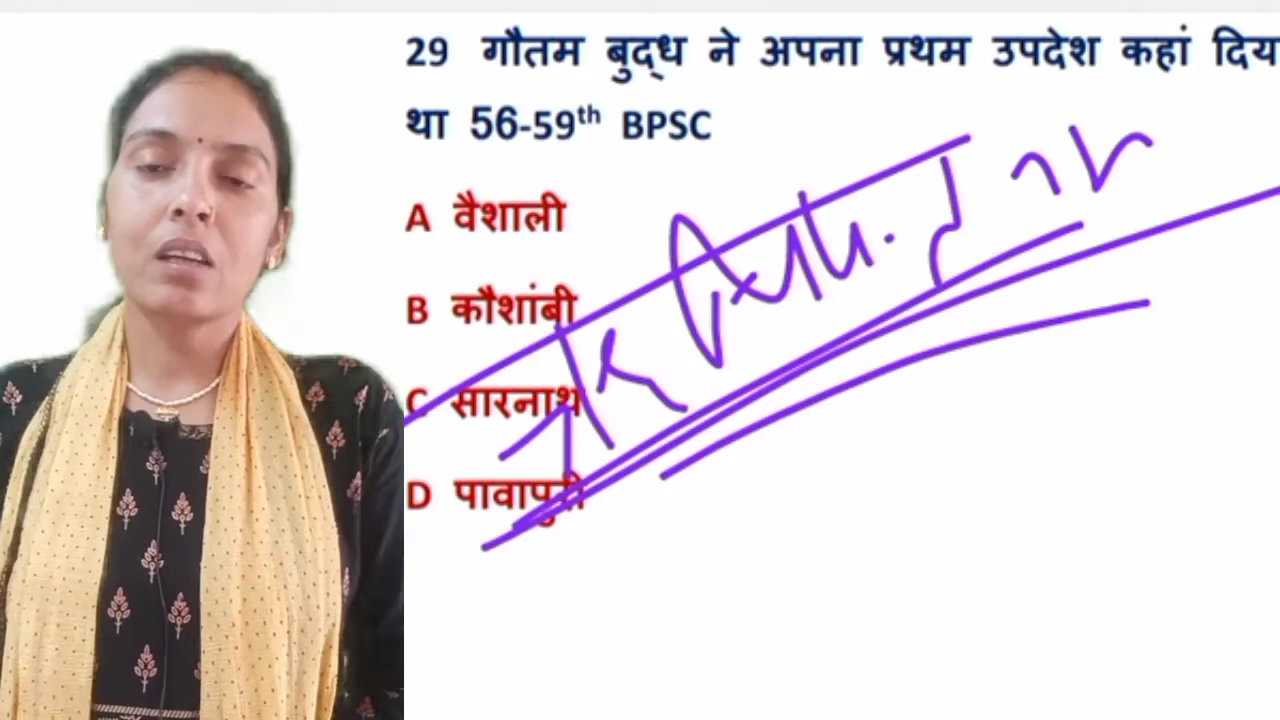 29 गौतम बुद्ध ने अपना प्रथम उपदेश कहां दिय
था 56-59th BPSC
A वैशाली
B कौशांबी
C सारनाथ
D पावापुरी